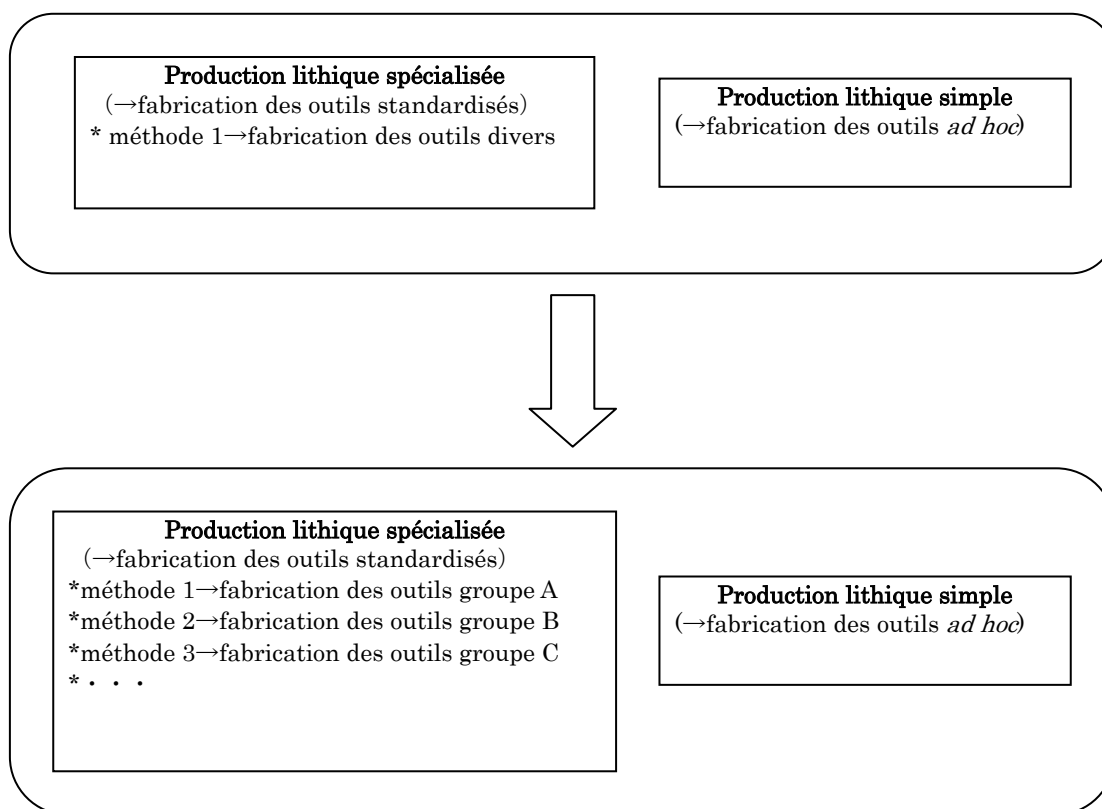 Production lithique spécialisée
(→fabrication des outils standardisés)
* méthode 1→fabrication des outils divers
Production lithique simple
(→fabrication des outils ad hoc)
Production lithique spécialisée
(→fabrication des outils standardisés)
*méthode 1→fabrication des outils groupe A
*méthode 2→fabrication des outils groupe B
*méthode 3→fabrication des outils groupe C
*・・・
Production lithique simple
(→fabrication des outils ad hoc)